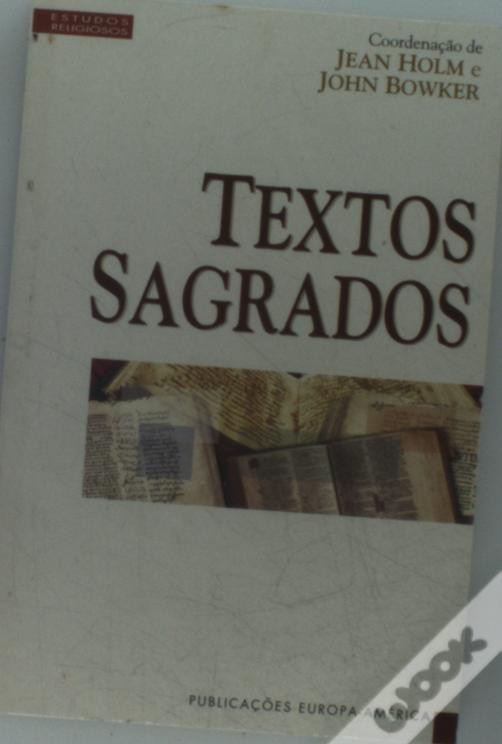 ESTUDOS
RELIGIOSOS
Coordenação de
JEAN HOLM e
JOHN BOWKER
TEXTOS
SAGRADOS
PUBLICAÇÕES EUROPA-AMÉRICA
wook